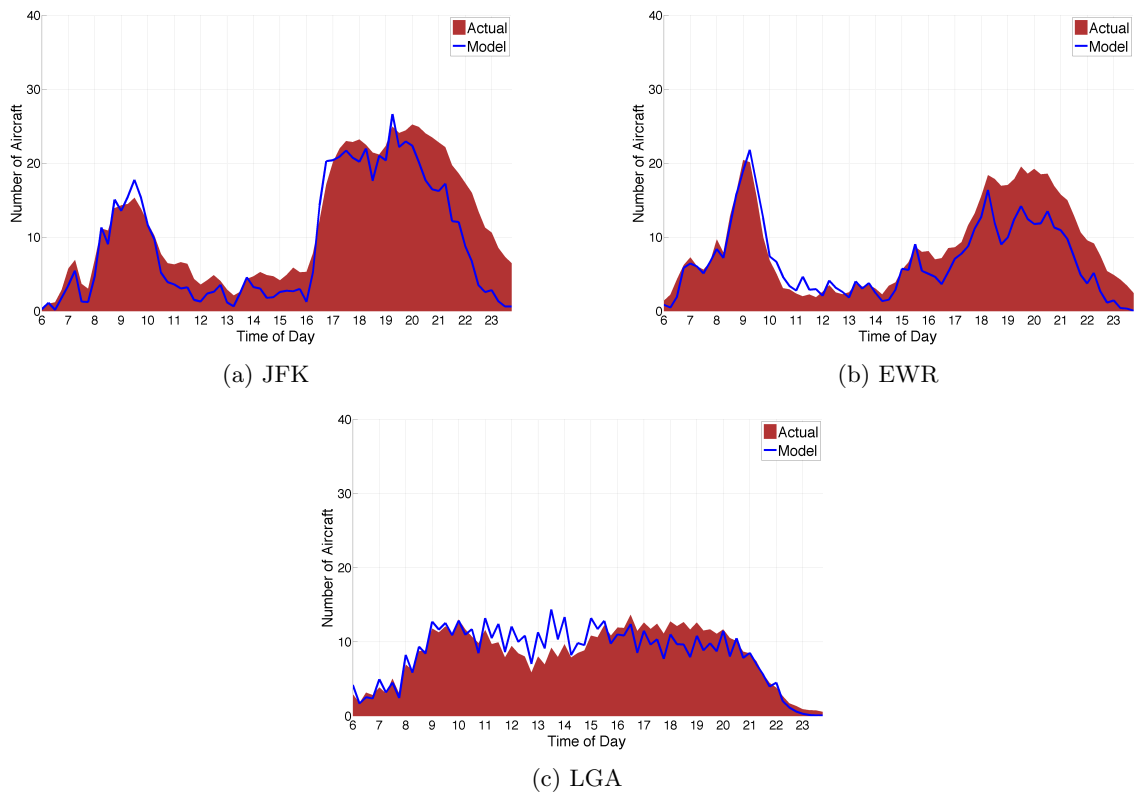 40
30
20
10
0
Number of Aircraft
Actual
Model
6 7 8 9 10 11 12 13 14 15 16 17 18 19 20 21 22 23
Time of Day
(a) JFK
40
30
20
10
0
Number of Aircraft
Actual
Model
6 7 8 9 10 11 12 13 14 15 16 17 18 19 20 21 22 23
Time of Day
(b) EWR
40
30
20
10
0
Number of Aircraft
Actual
Model
6 7 8 9 10 11 12 13 14 15 16 17 18 19 20 21 22 23
Time of Day
(c) LGA